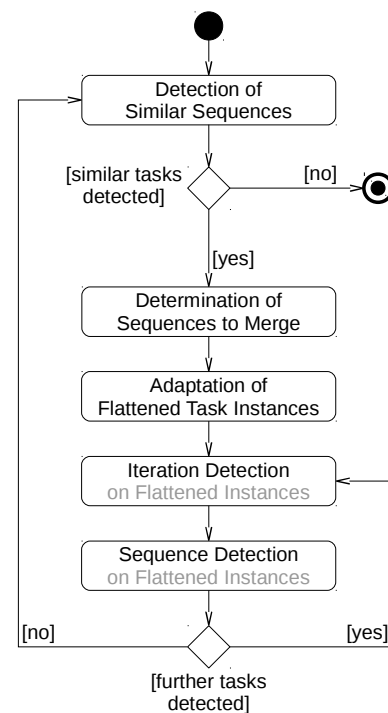 Detection of
Similar Sequences
[similar tasks
detected]
[no]
[yes]
Determination of
Sequences to Merge
Adaptation of
Flattened Task Instances
Iteration Detection
on Flattened Instances
Sequence Detection
on Flattened Instances
[no]
[yes]
[further tasks
detected]